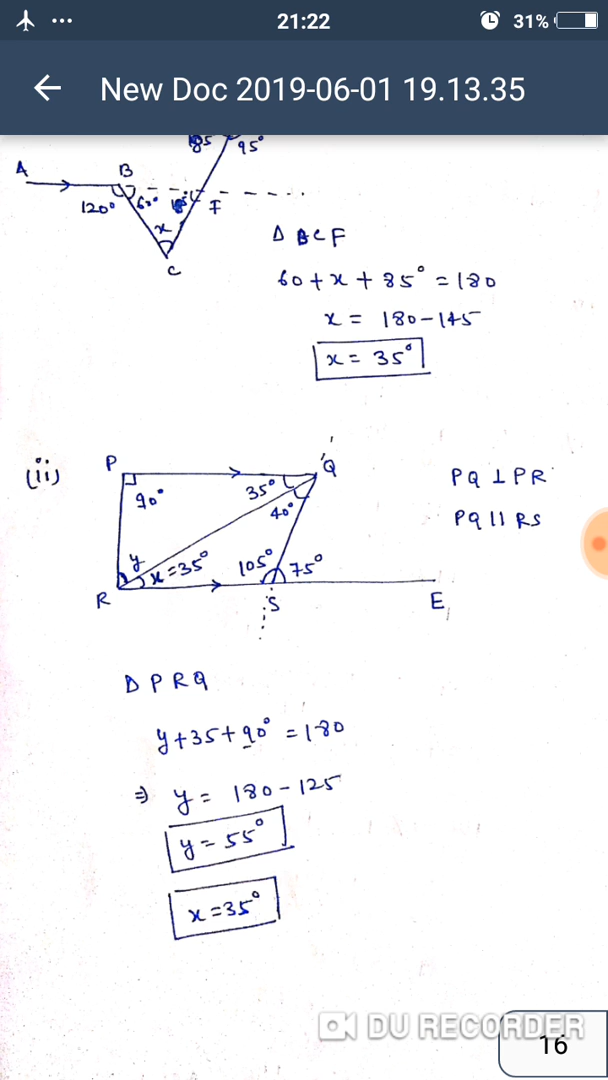 21:22
31%
New Doc 2019-06-01 19.13.35
185 95°
A B
120° 60° F
x
C
Δ BCF
60+x+85°=180
x = 180-145
x = 35°
(ii)
P Q
90° 35°
40°
PQ ⊥ PR
PQ || RS
y x=35° 105° 75°
R S E
Δ PRQ
y+35+90°=180
⇒ y = 180-125
y = 55°
x=35°
DU RECORDER
16